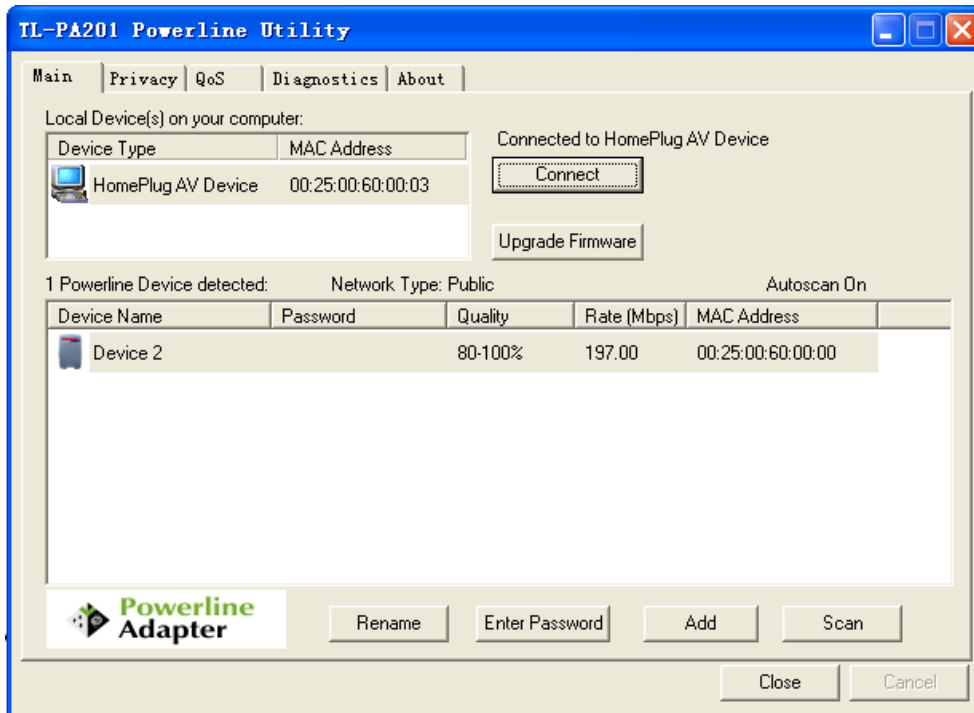 TL-PA201 Powerline Utility
Main Privacy QoS Diagnostics About
Local Device(s) on your computer:
Device Type MAC Address
HomePlug AV Device 00:25:00:60:00:03
Connected to HomePlug AV Device
Connect
Upgrade Firmware
1 Powerline Device detected: Network Type: Public Autoscan On
Device Name Password Quality Rate (Mbps) MAC Address
Device 2 80-100% 197.00 00:25:00:60:00:00
Powerline
Adapter
Rename Enter Password Add Scan
Close Cancel